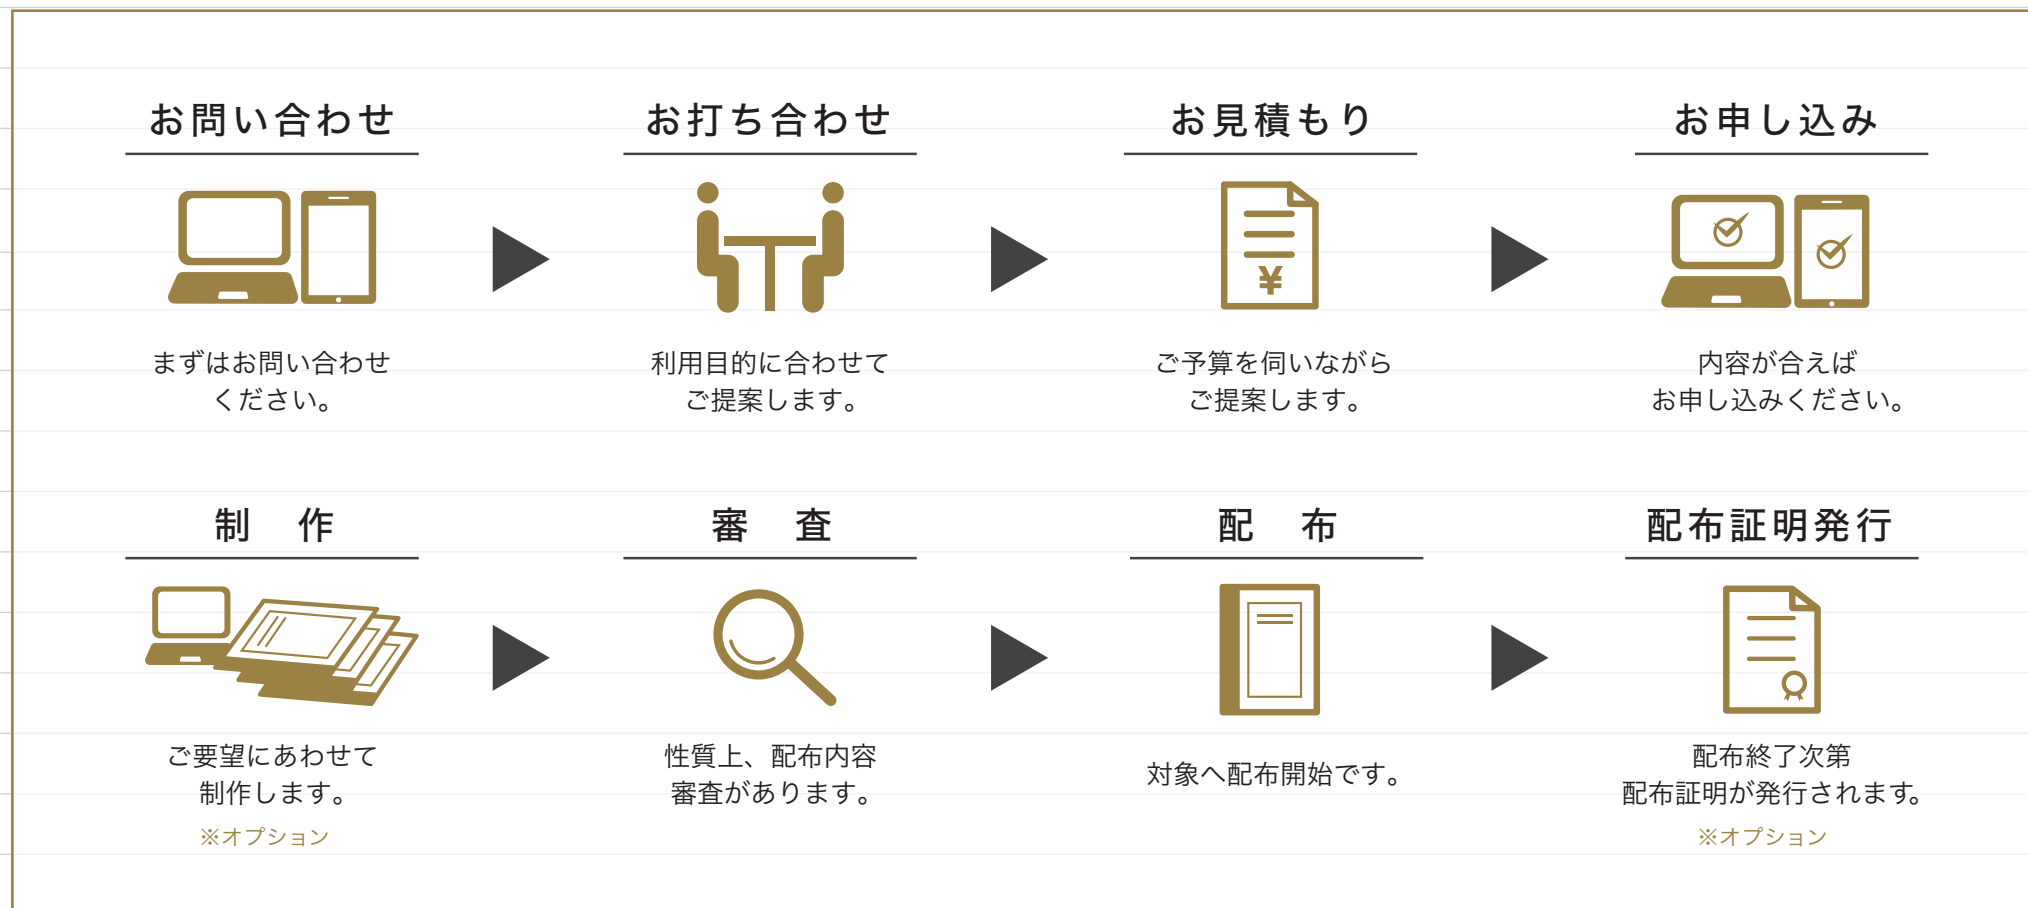 お問い合わせ
お打ち合わせ
お見積もり
お申し込み
¥
まずはお問い合わせ
ください。
利用目的に合わせて
ご提案します。
ご予算を伺いながら
ご提案します。
内容が合えば
お申し込みください。
制　作
審　査
配　布
配布証明発行
ご要望にあわせて
制作します。
※オプション
性質上、配布内容
審査があります。
対象へ配布開始です。
配布終了次第
配布証明が発行されます。
※オプション